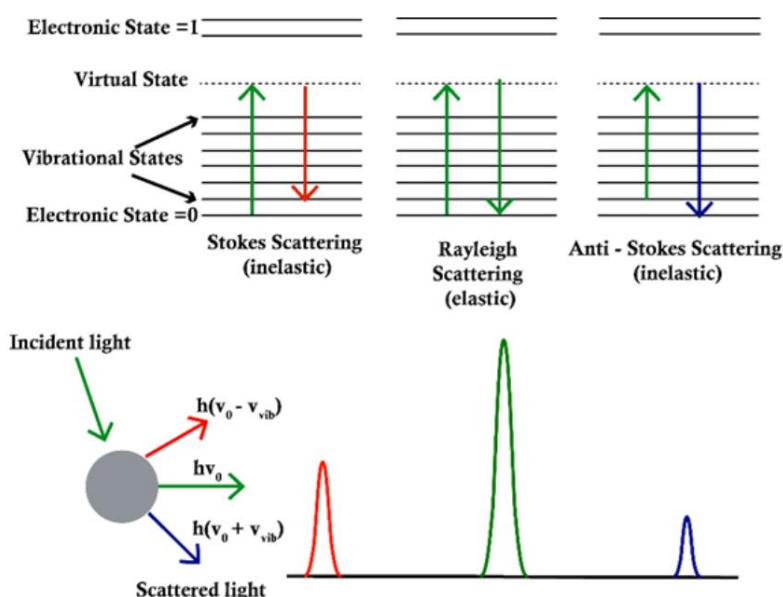 Electronic State =1
Virtual State
Vibrational States
Electronic State =0
Stokes Scattering
(inelastic)
Rayleigh
Scattering
(elastic)
Anti - Stokes Scattering
(inelastic)
Incident light
h(v₀ - vᵥᵢb)
hv₀
h(v₀ + vᵥᵢb)
Scattered light